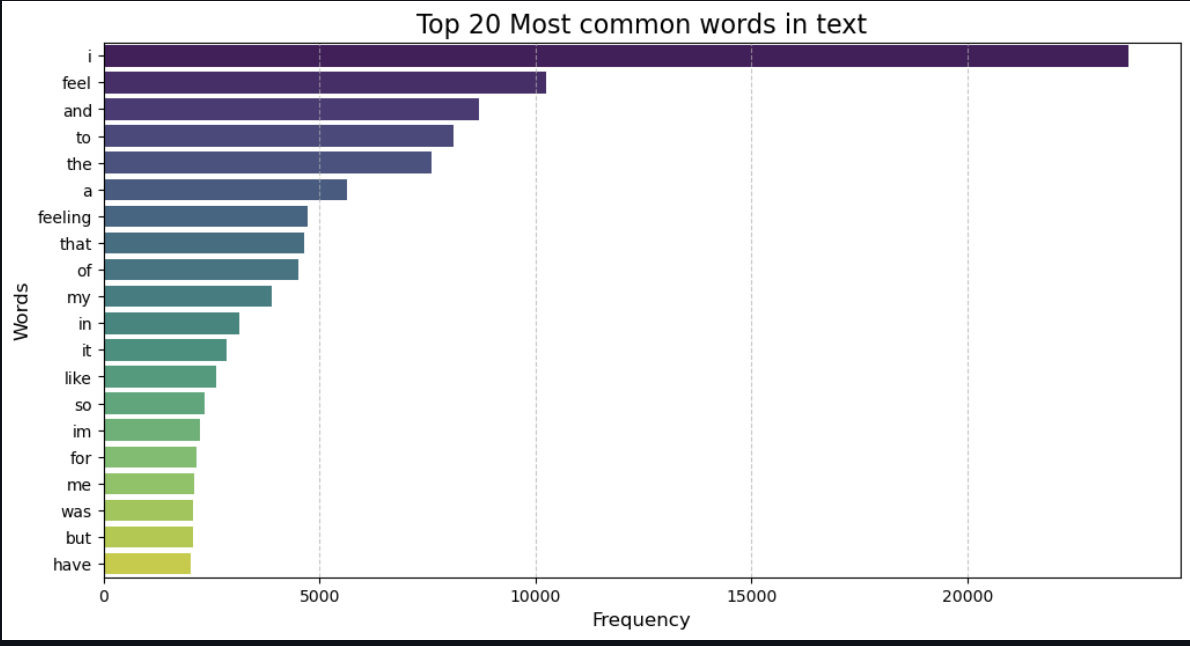 Top 20 Most common words in text
i
feel
and
to
the
a
feeling
that
of
my
in
it
like
so
im
for
me
was
but
have
Words
0 5000 10000 15000 20000
Frequency